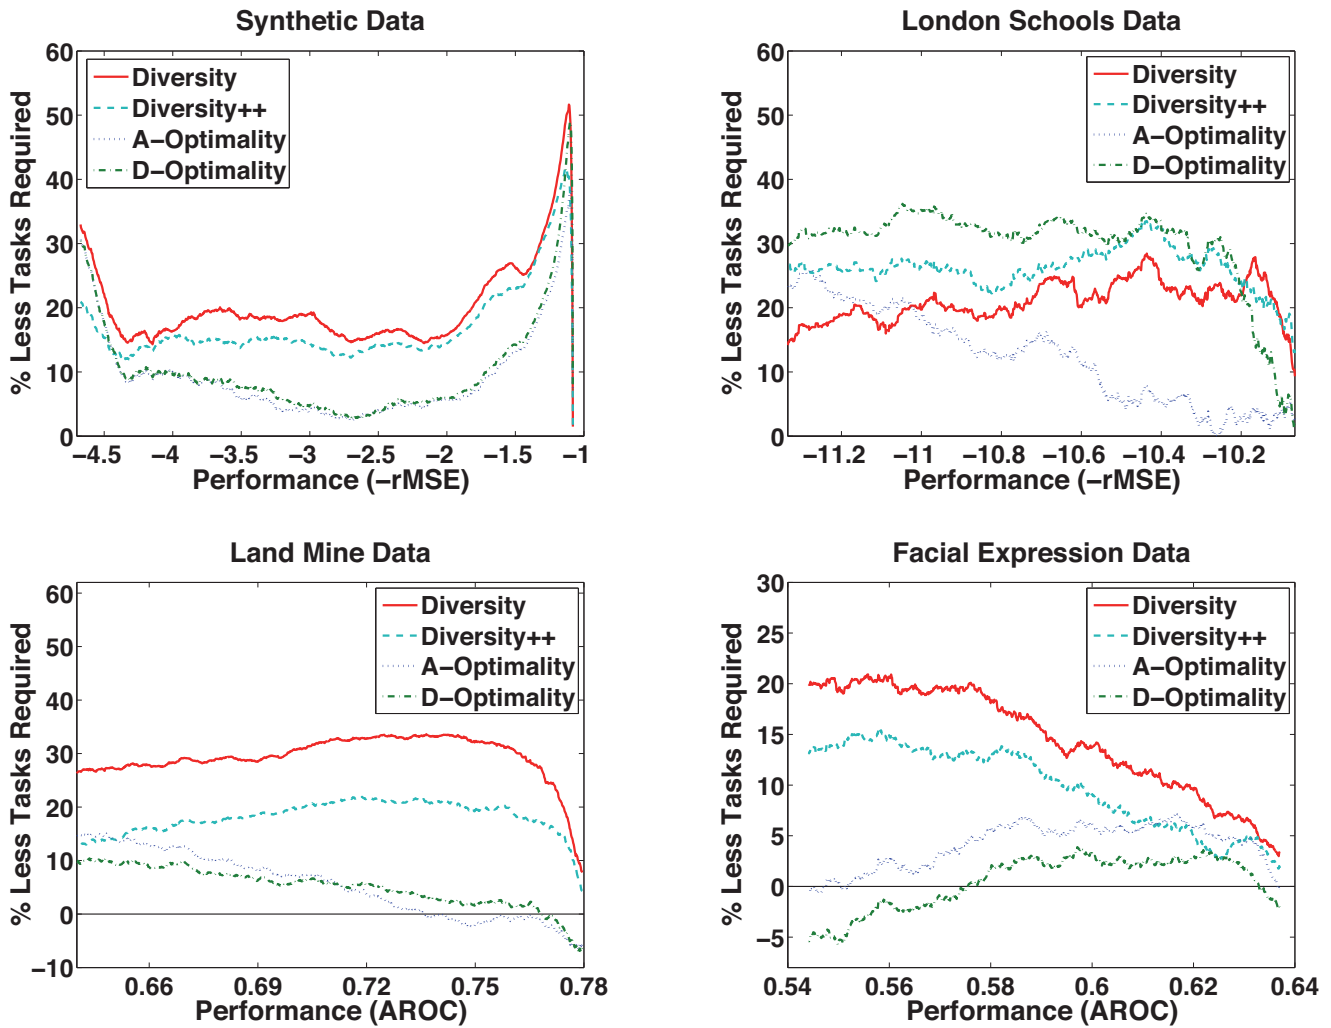 Synthetic Data
% Less Tasks Required
60
50
40
30
20
10
0
Diversity
Diversity++
A–Optimality
D–Optimality
−4.5 −4 −3.5 −3 −2.5 −2 −1.5 −1
Performance (−rMSE)
London Schools Data
% Less Tasks Required
60
50
40
30
20
10
0
Diversity
Diversity++
A–Optimality
D–Optimality
−11.2 −11 −10.8 −10.6 −10.4 −10.2
Performance (−rMSE)
Land Mine Data
% Less Tasks Required
60
50
40
30
20
10
0
−10
Diversity
Diversity++
A–Optimality
D–Optimality
0.66 0.69 0.72 0.75 0.78
Performance (AROC)
Facial Expression Data
% Less Tasks Required
30
25
20
15
10
5
0
−5
Diversity
Diversity++
A–Optimality
D–Optimality
0.54 0.56 0.58 0.6 0.62 0.64
Performance (AROC)